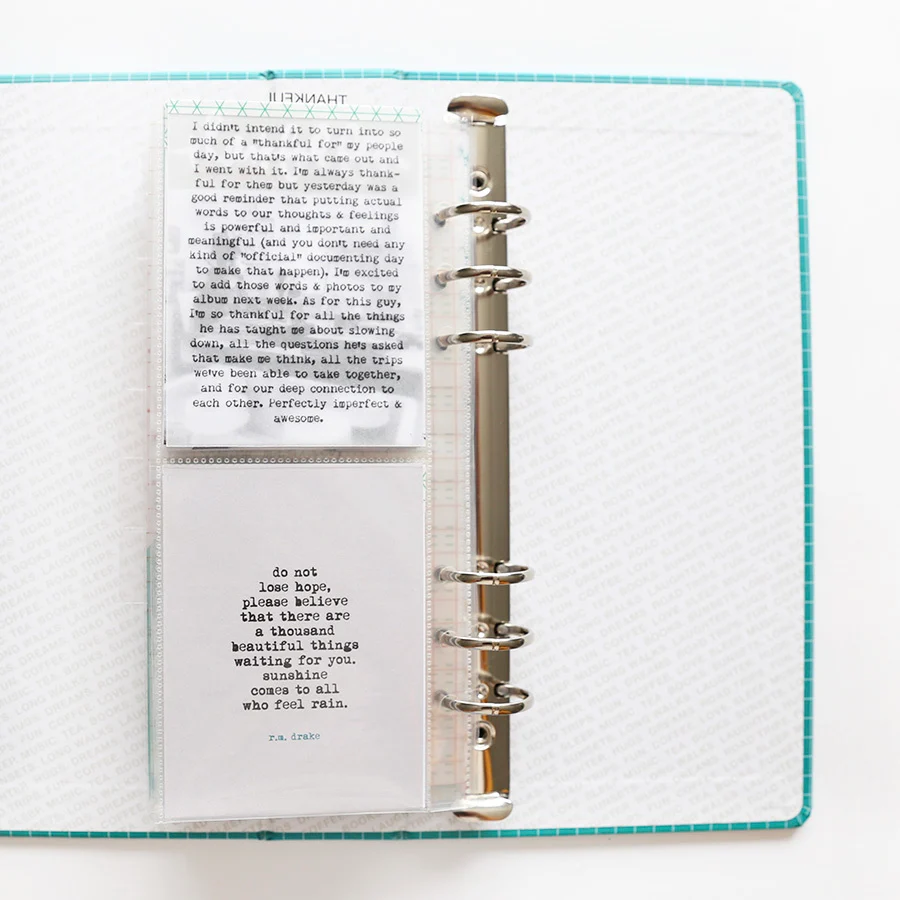 THANKFUL
I didn't intend it to turn into so
much of a "thankful for" my people
day, but that's what came out and
I went with it. I'm always thank-
ful for them but yesterday was a
good reminder that putting actual
words to our thoughts & feelings
is powerful and important and
meaningful (and you don't need any
kind of "official" documenting day
to make that happen). I'm excited
to add those words & photos to my
album next week. As for this guy,
I'm so thankful for all the things
he has taught me about slowing
down, all the questions he's asked
that make me think, all the trips
we've been able to take together,
and for our deep connection to
each other. Perfectly imperfect &
awesome.
do not
lose hope,
please believe
that there are
a thousand
beautiful things
waiting for you.
sunshine
comes to all
who feel rain.
r.m. drake